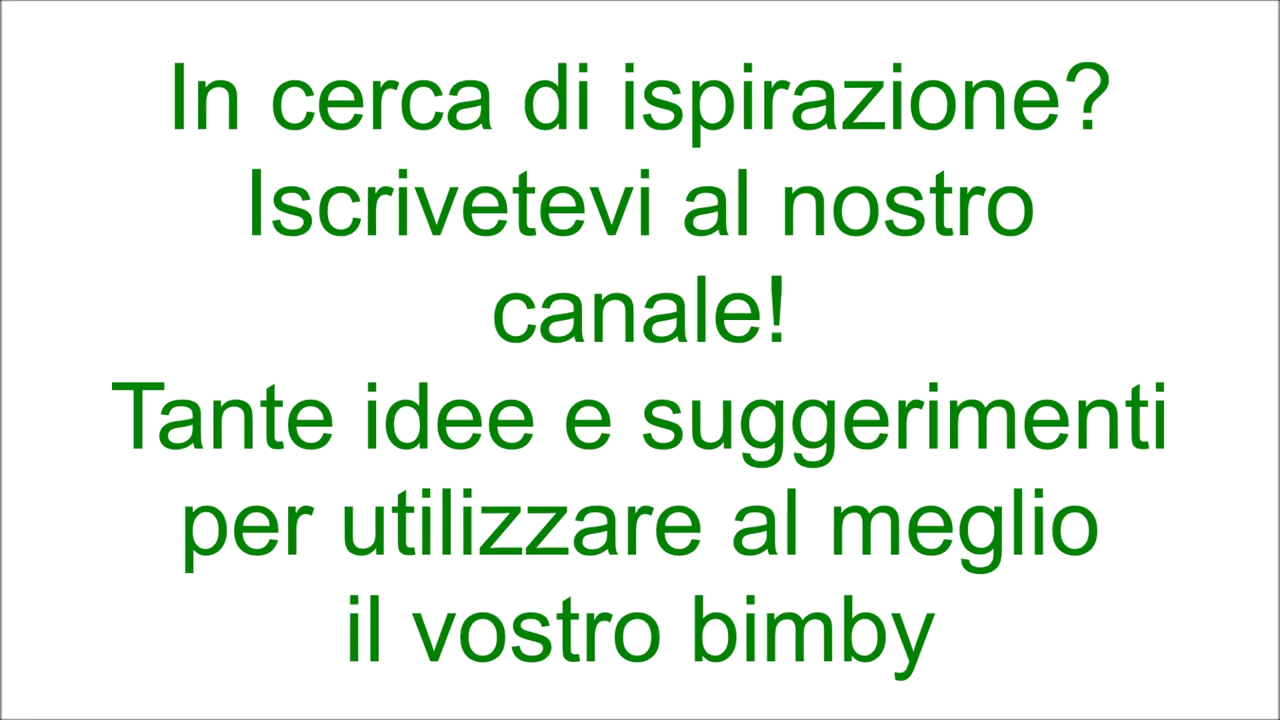 In cerca di ispirazione?
Iscrivetevi al nostro
canale!
Tante idee e suggerimenti
per utilizzare al meglio
il vostro bimby